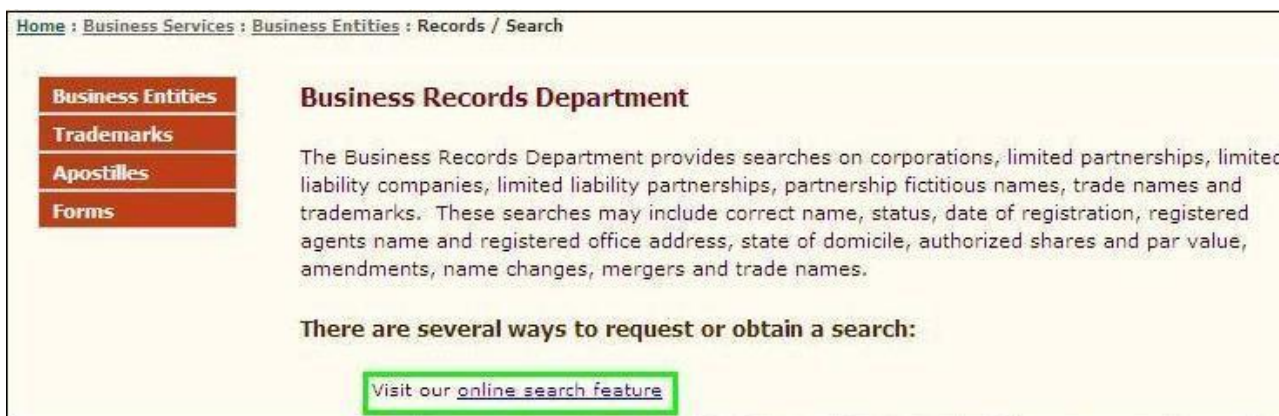 Home : Business Services : Business Entities : Records / Search
Business Entities
Trademarks
Apostilles
Forms
Business Records Department
The Business Records Department provides searches on corporations, limited partnerships, limited
liability companies, limited liability partnerships, partnership fictitious names, trade names and
trademarks. These searches may include correct name, status, date of registration, registered
agents name and registered office address, state of domicile, authorized shares and par value,
amendments, name changes, mergers and trade names.
There are several ways to request or obtain a search:
Visit our online search feature